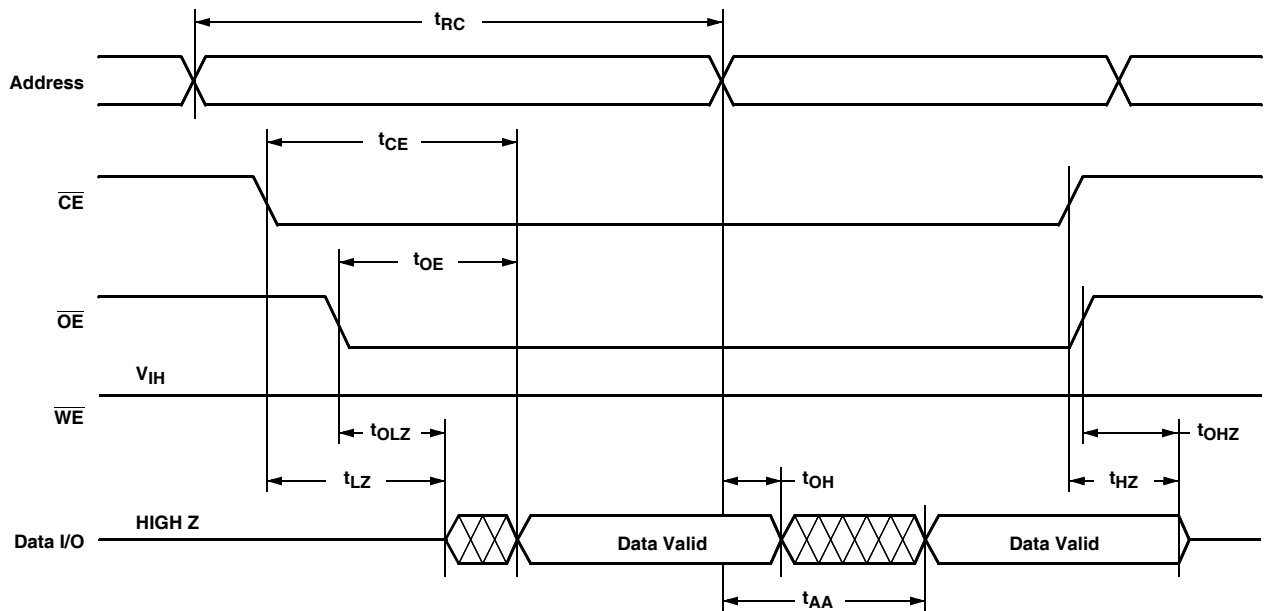 tRC
Address
tCE
CE
tOE
OE
VIH
WE
tOLZ
tOHZ
tLZ
tOH
tHZ
HIGH Z
Data I/O
Data Valid
Data Valid
tAA